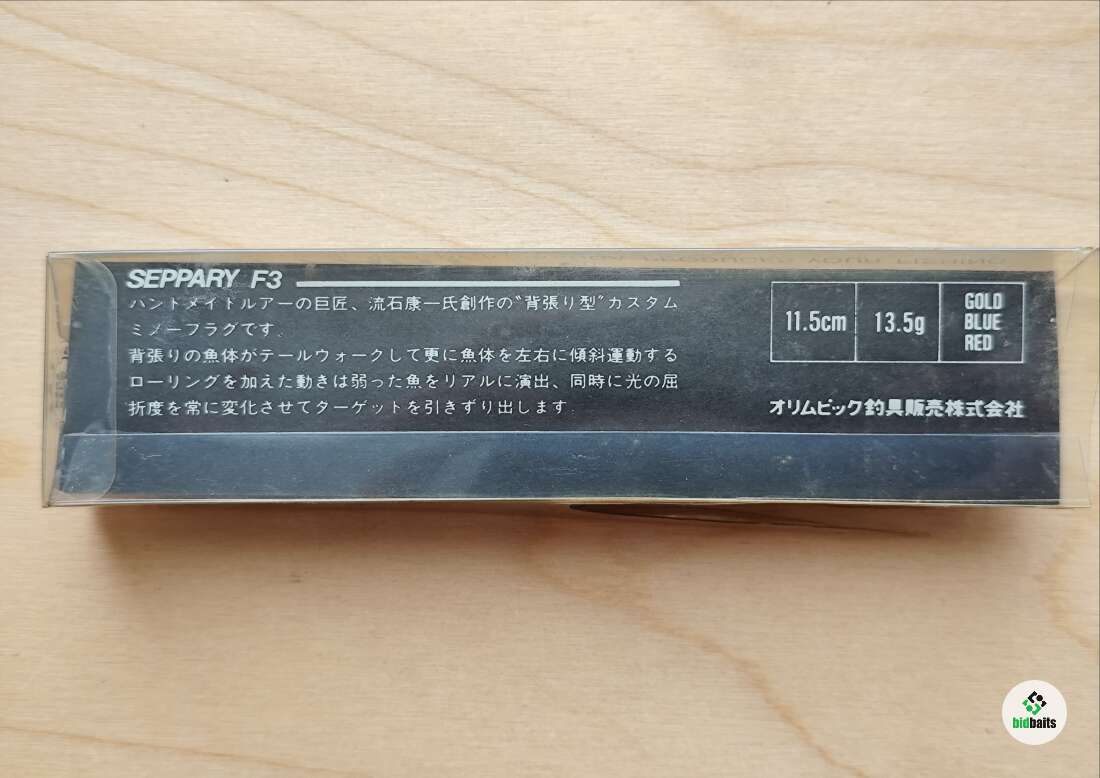 SEPPARY F3
ハンドメイドルアーの巨匠、流石康一氏創作の“背張り型”カスタム
ミノーフラグです。
背張りの魚体がテールウォークして更に魚体を左右に傾斜運動する
ローリングを加えた動きは弱った魚をリアルに演出、同時に光の屈
折度を常に変化させてターゲットを引きずり出します.
11.5cm
13.5g
GOLD
BLUE
RED
オリムピック釣具販売株式会社
YOUR FISHING
bidbaits